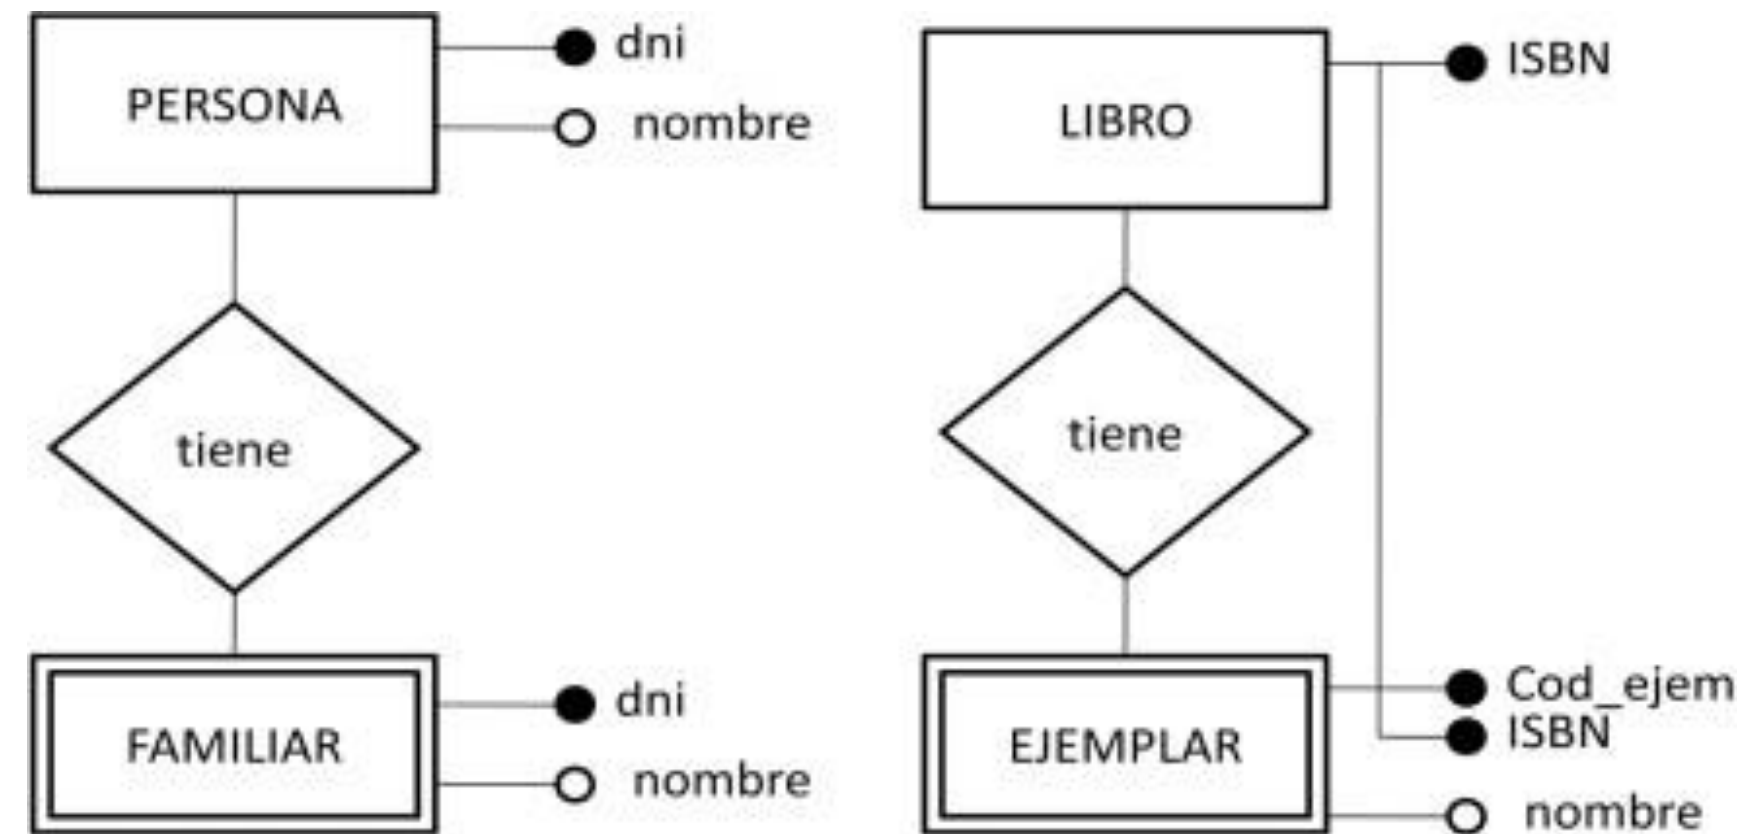 PERSONA
dni
nombre
tiene
FAMILIAR
dni
nombre
LIBRO
ISBN
tiene
EJEMPLAR
Cod_ejem
ISBN
nombre